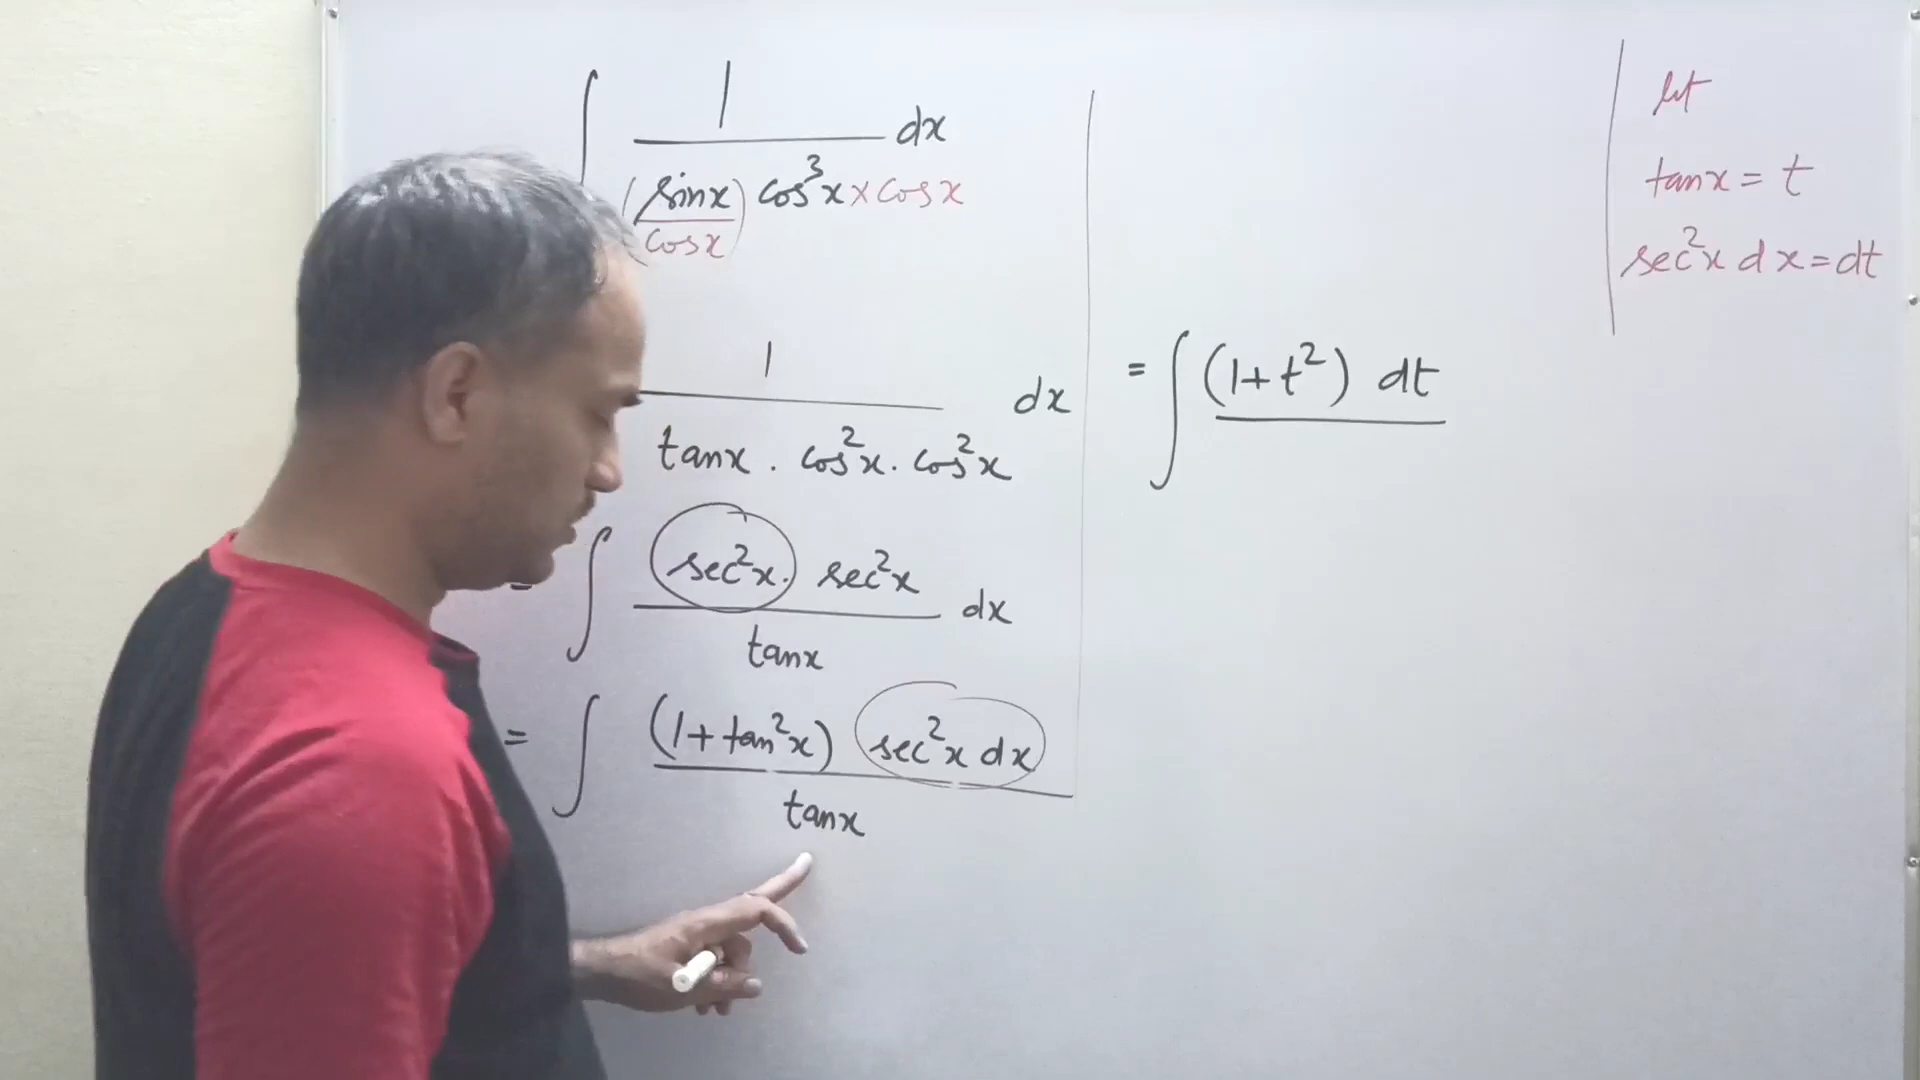 ∫ 1/((sinx/cosx) cos³x × cosx) dx
1/(tanx . cos²x . cos²x) dx
= ∫ (sec²x . sec²x)/tanx dx
= ∫ ((1+tan²x) sec²x dx)/tanx
= ∫ (1+t²) dt
let
tanx = t
sec²x dx = dt